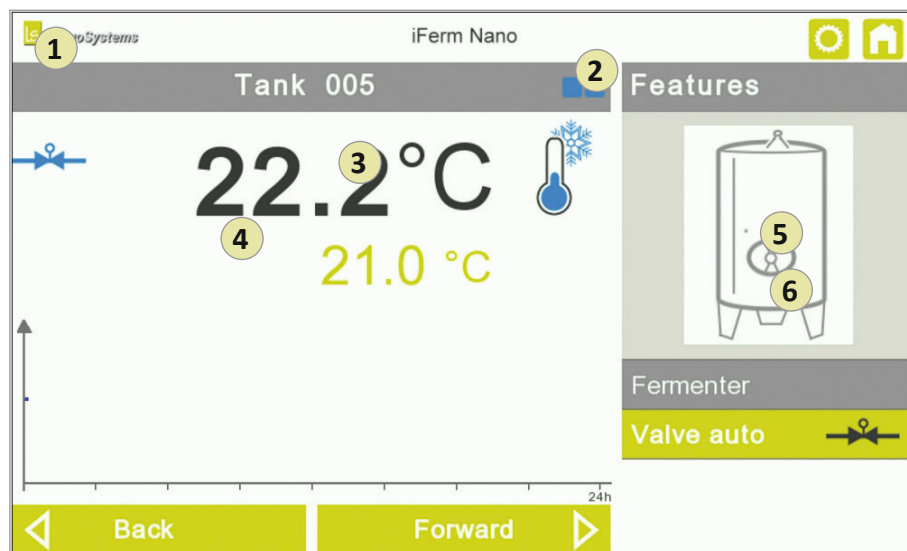 iFerm Nano
1
2
Tank 005
Features
22.2°C
3
4
21.0 °C
5
6
Fermenter
Valve auto
24h
Back
Forward